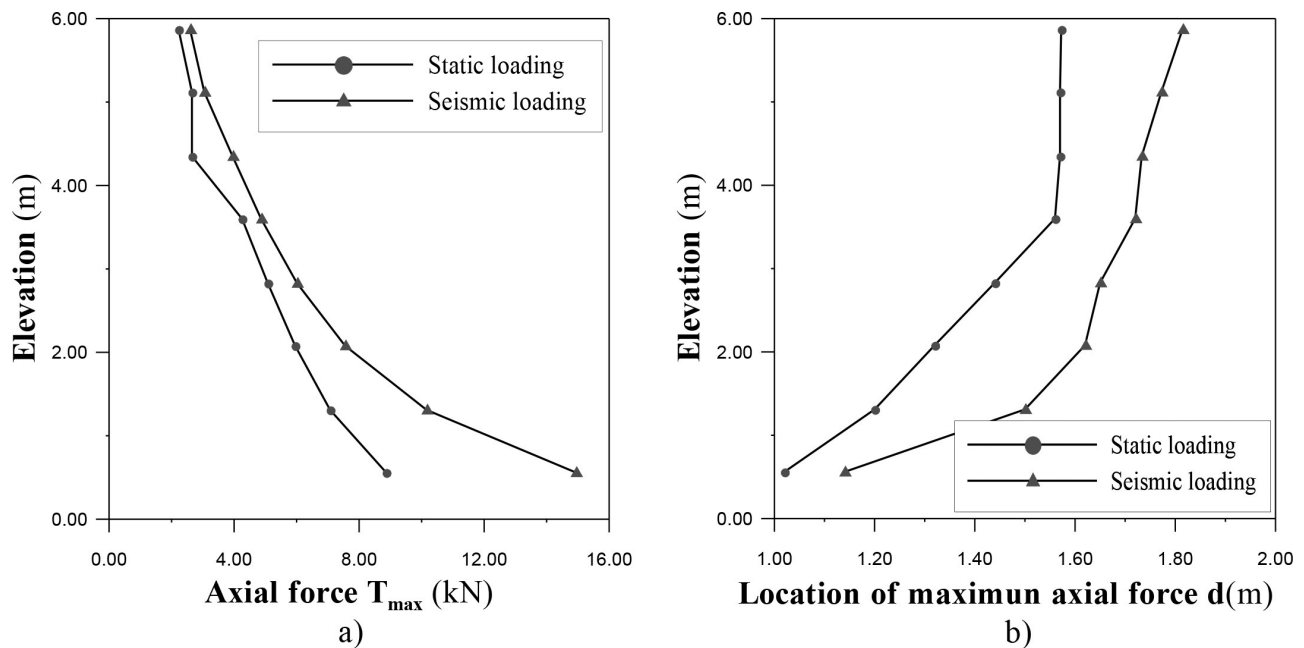 6.00
4.00
2.00
0.00
Elevation (m)
Static loading
Seismic loading
0.00 4.00 8.00 12.00 16.00
Axial force Tmax (kN)
a)
6.00
4.00
2.00
0.00
Elevation (m)
Static loading
Seismic loading
1.00 1.20 1.40 1.60 1.80 2.00
Location of maximun axial force d(m)
b)